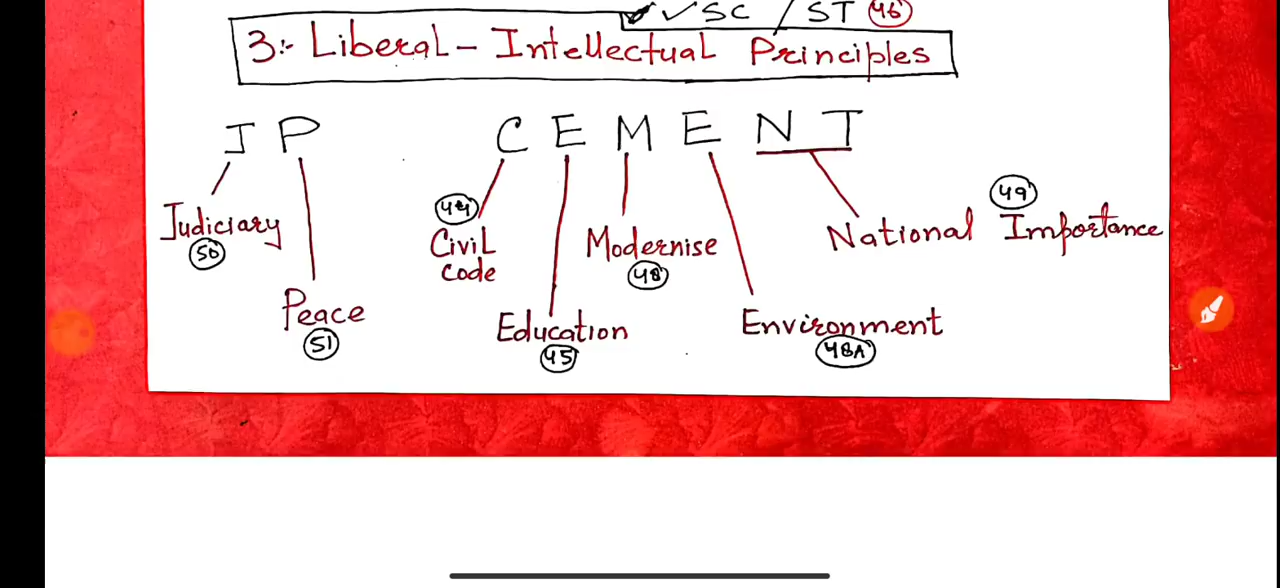 ✓ SC / ST 46
3:- Liberal - Intellectual Principles
J P C E M E N T
Judiciary
50
Peace
51
44
Civil
code
Education
45
Modernise
48
Environment
48A
49
National Importance